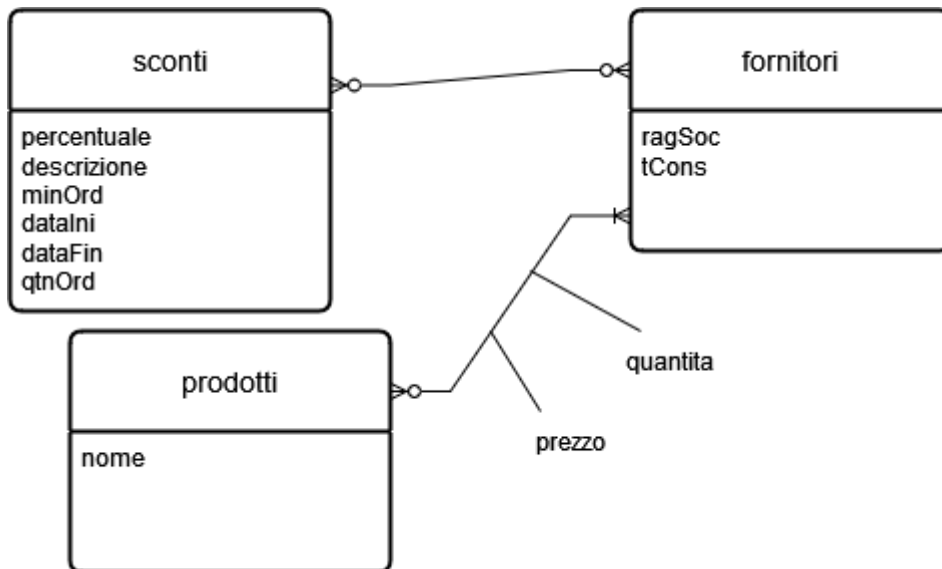 sconti
percentuale
descrizione
minOrd
dataIni
dataFin
qtnOrd
fornitori
ragSoc
tCons
quantita
prezzo
prodotti
nome